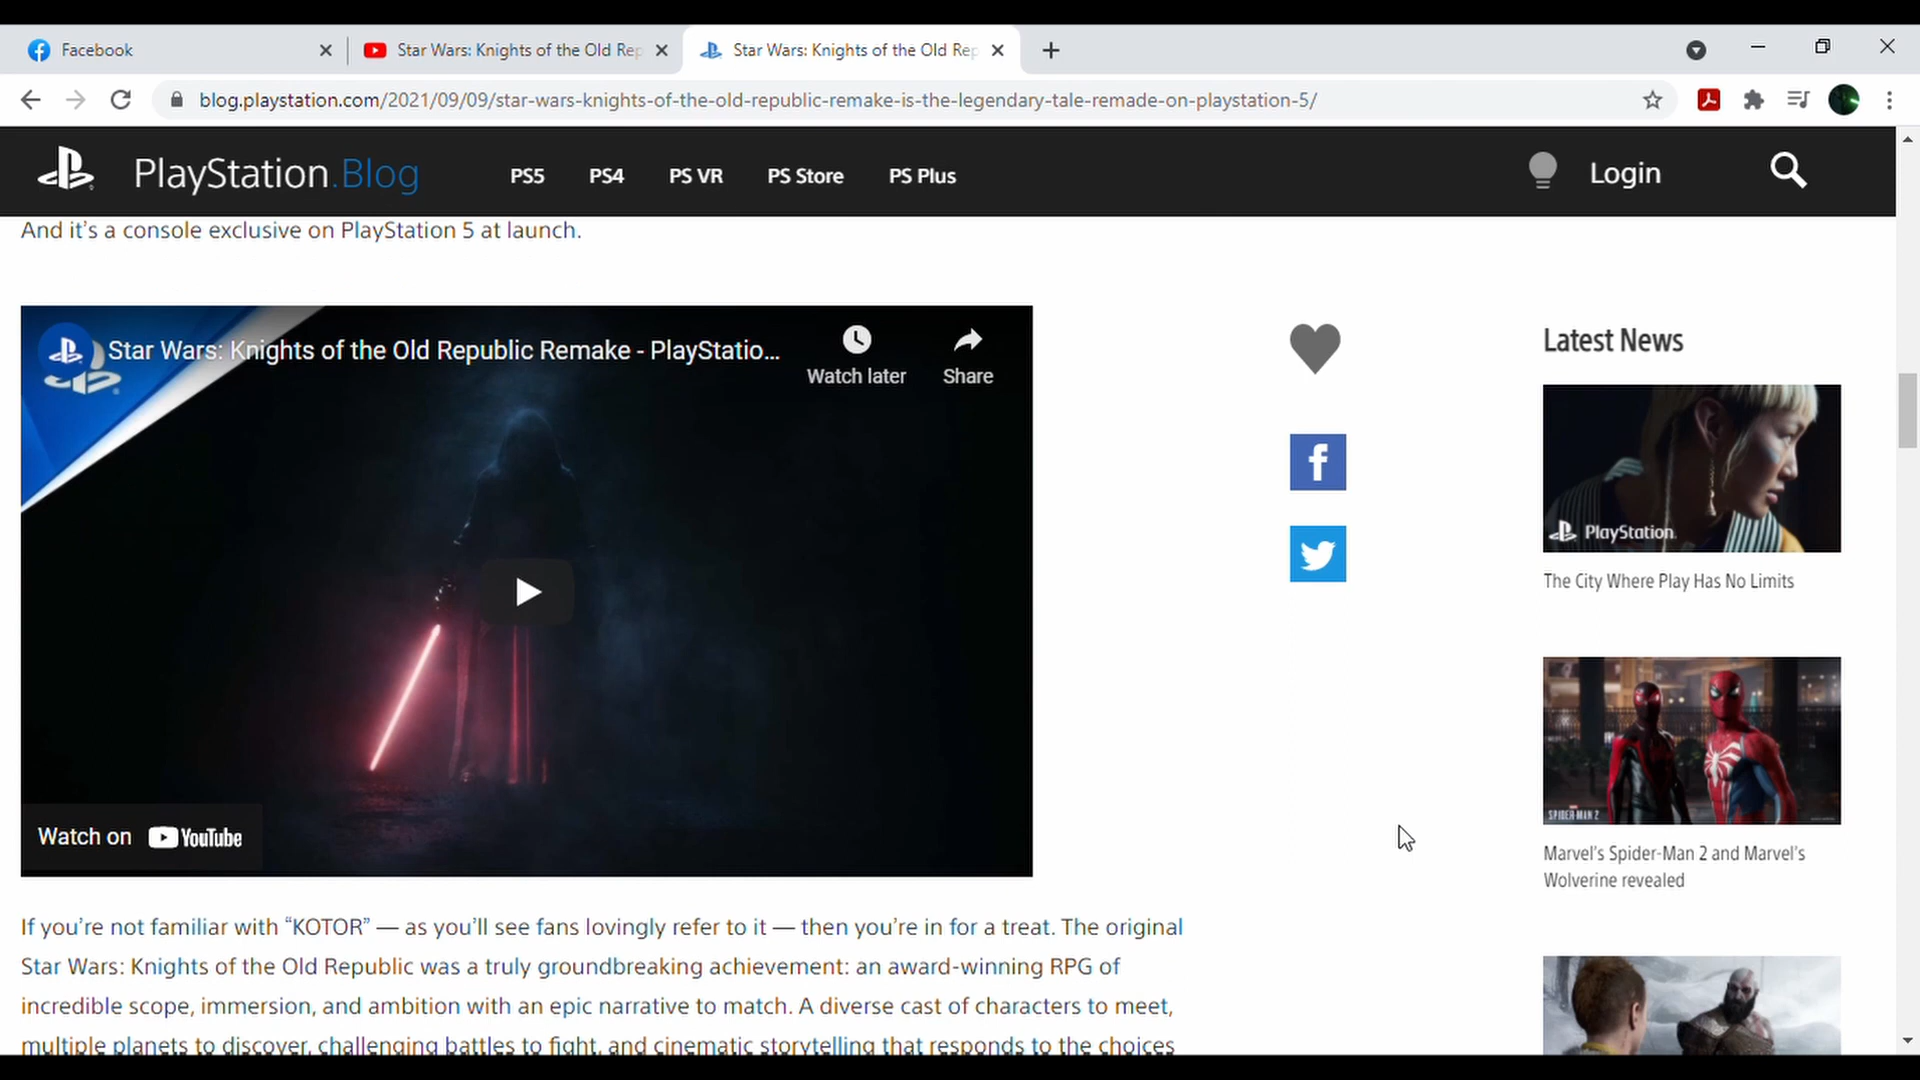 Facebook
Star Wars: Knights of the Old Rep
Star Wars: Knights of the Old Rep
blog.playstation.com/2021/09/09/star-wars-knights-of-the-old-republic-remake-is-the-legendary-tale-remade-on-playstation-5/
PlayStation.Blog
PS5
PS4
PS VR
PS Store
PS Plus
Login
And it’s a console exclusive on PlayStation 5 at launch.
Star Wars: Knights of the Old Republic Remake - PlayStatio...
Watch later
Share
Watch on YouTube
If you’re not familiar with “KOTOR” — as you’ll see fans lovingly refer to it — then you’re in for a treat. The original
Star Wars: Knights of the Old Republic was a truly groundbreaking achievement: an award-winning RPG of
incredible scope, immersion, and ambition with an epic narrative to match. A diverse cast of characters to meet,
multiple planets to discover, challenging battles to fight, and cinematic storytelling that responds to the choices
Latest News
PlayStation
The City Where Play Has No Limits
SPIDER-MAN 2
Marvel’s Spider-Man 2 and Marvel’s
Wolverine revealed